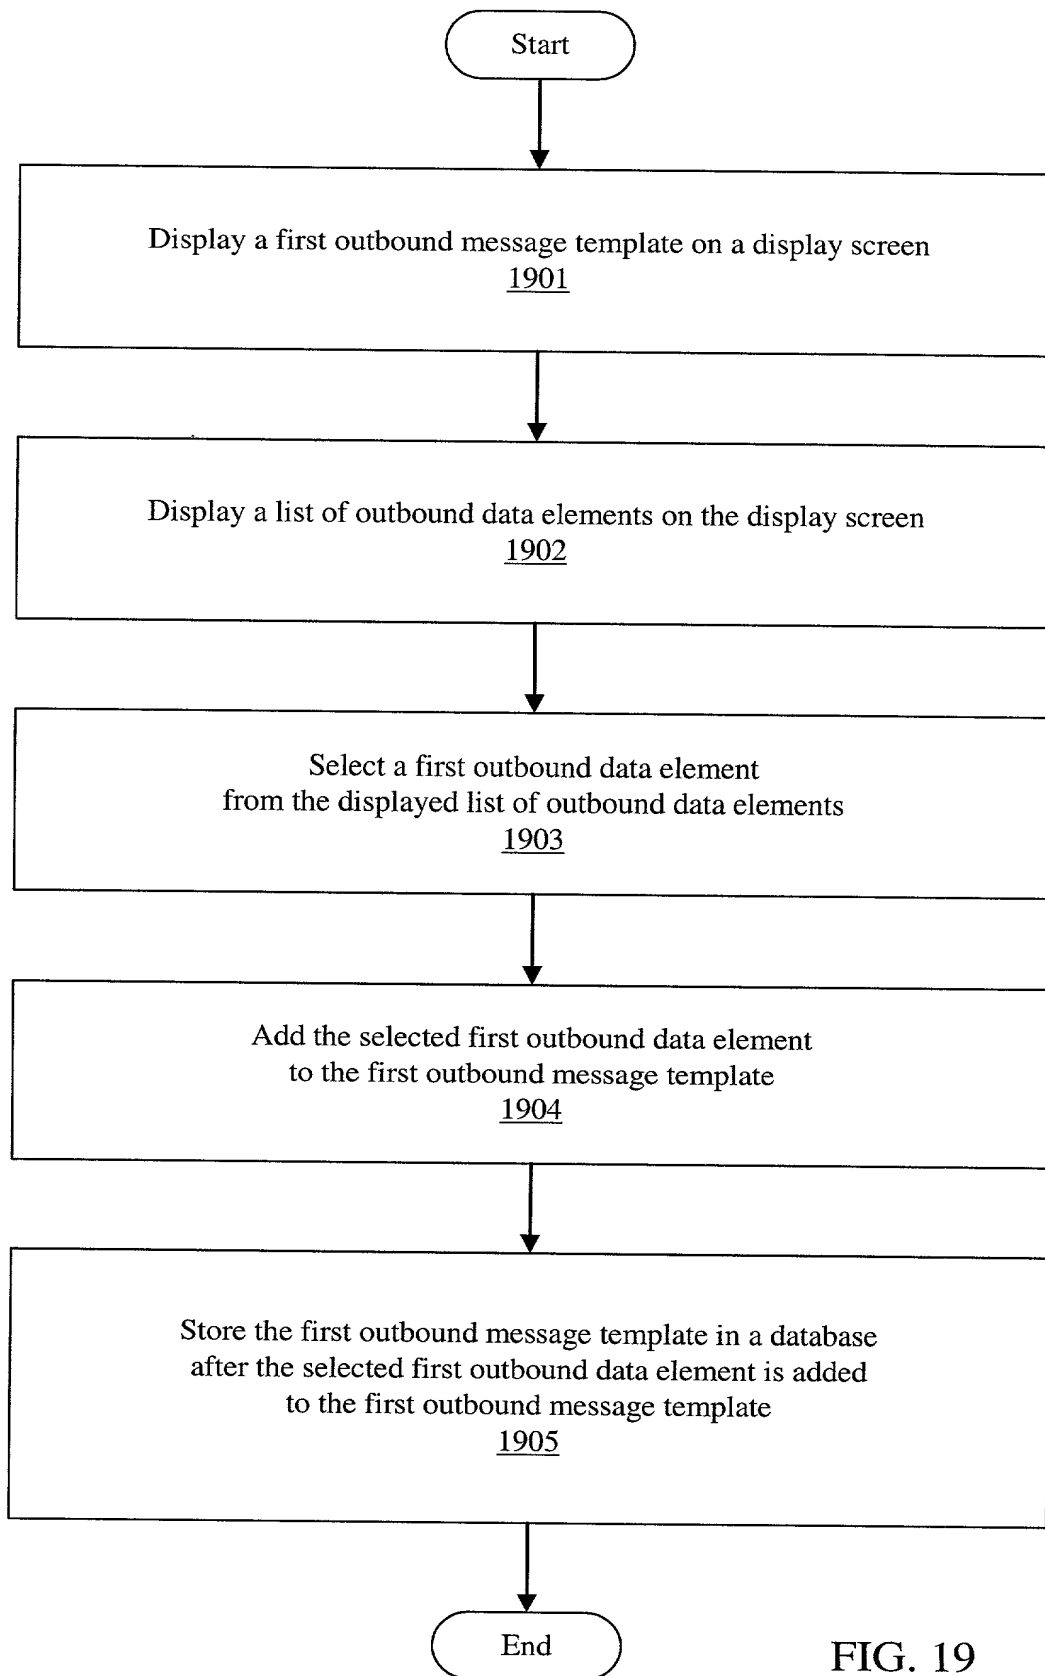 Start
Display a first outbound message template on a display screen
1901
Display a list of outbound data elements on the display screen
1902
Select a first outbound data element
from the displayed list of outbound data elements
1903
Add the selected first outbound data element
to the first outbound message template
1904
Store the first outbound message template in a database
after the selected first outbound data element is added
to the first outbound message template
1905
End
FIG. 19